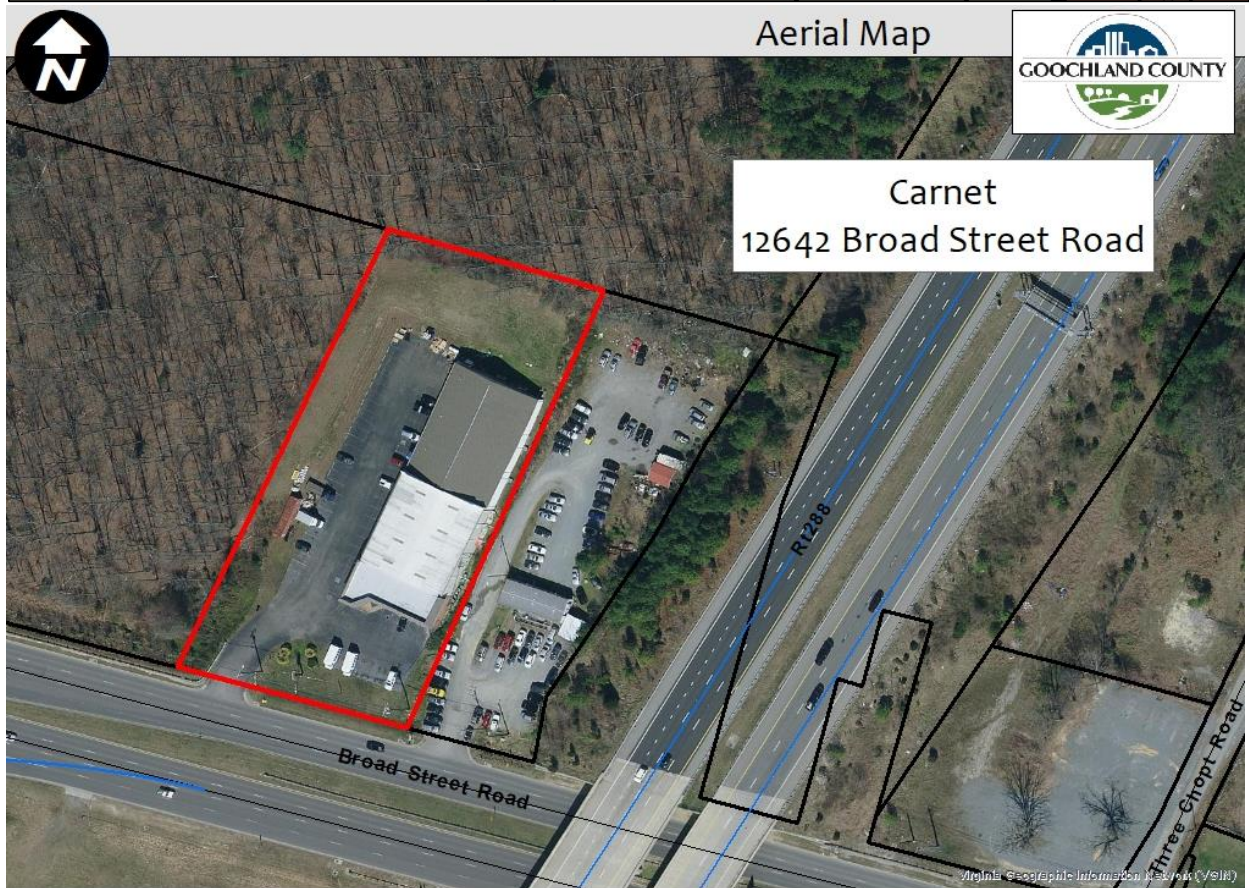 Aerial Map
N
GOOCHLAND COUNTY
Carnet
12642 Broad Street Road
Rt288
Broad Street Road
Three Chopt Road
Virginia Geographic Information Network (VGIN)